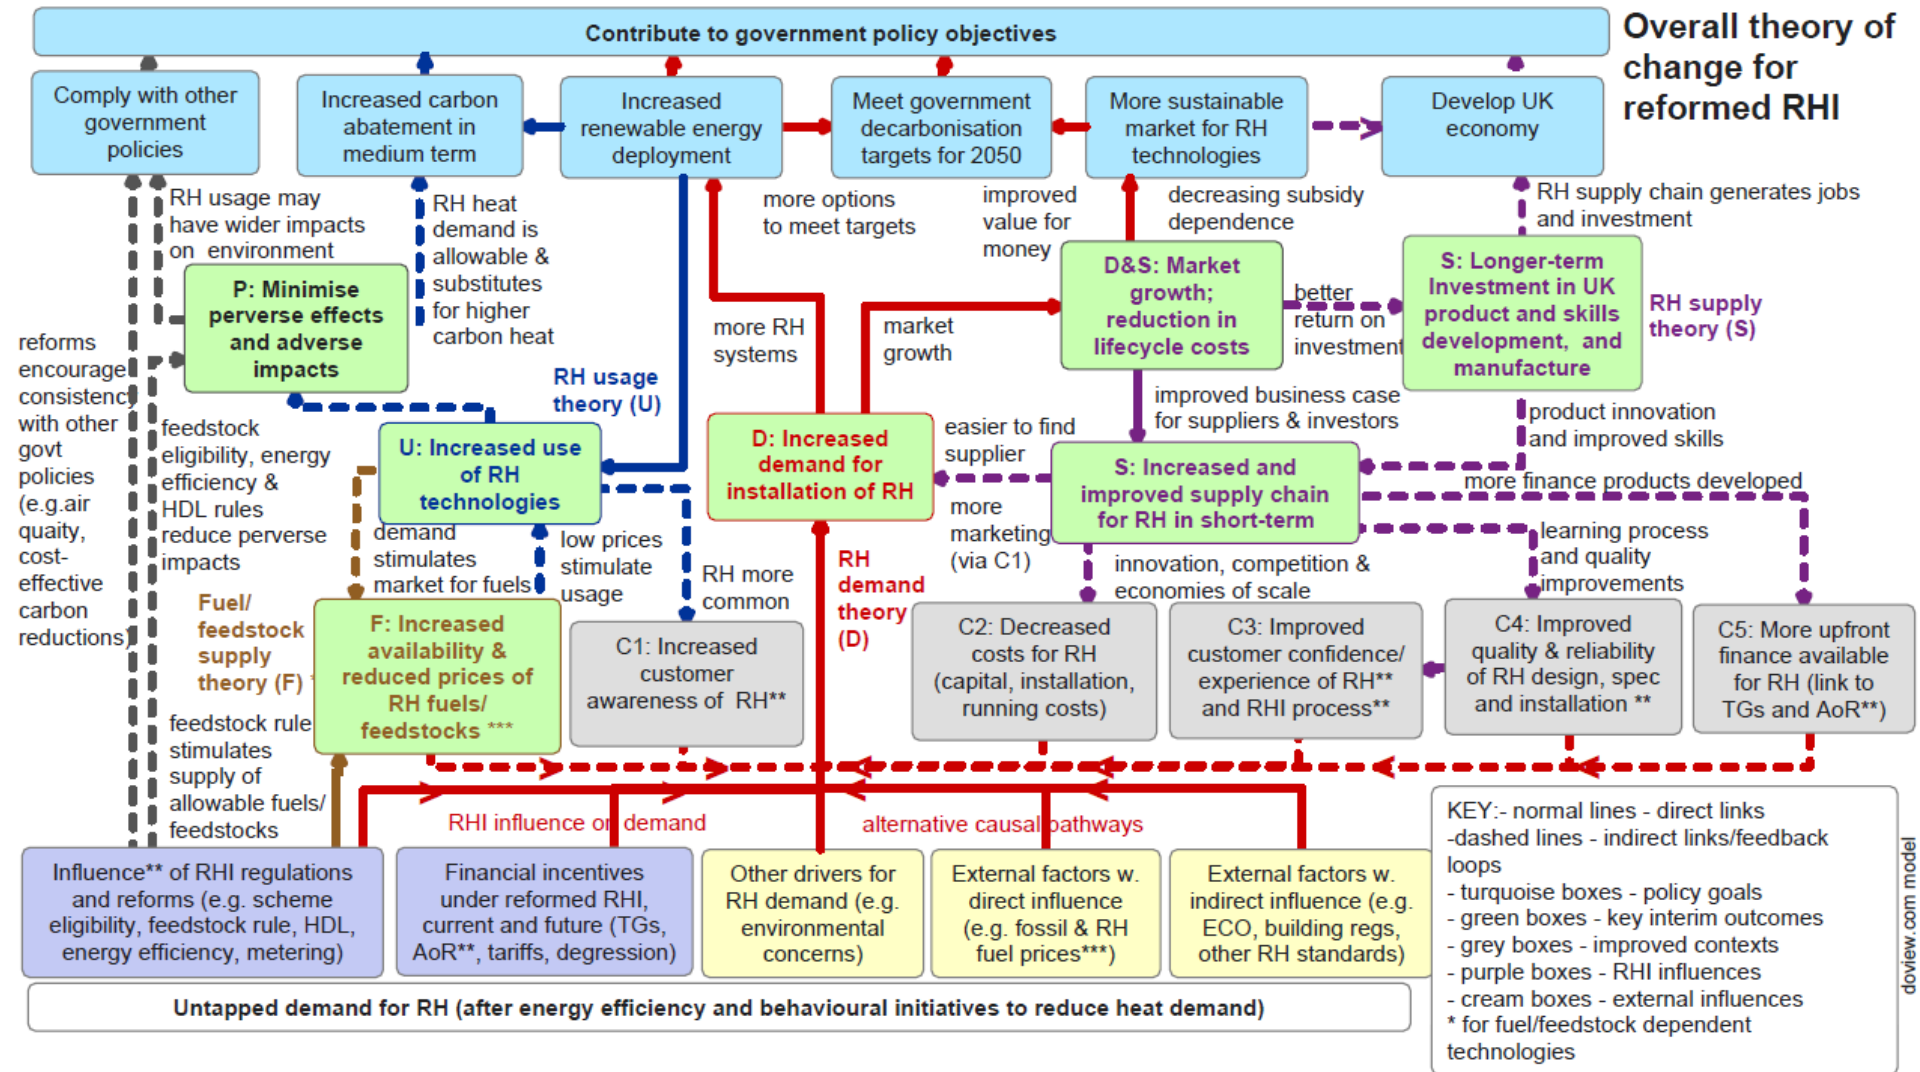 Contribute to government policy objectives
Overall theory of
change for
reformed RHI
Comply with other
government
policies
Increased carbon
abatement in
medium term
Increased
renewable energy
deployment
Meet government
decarbonisation
targets for 2050
More sustainable
market for RH
technologies
Develop UK
economy
RH usage may
have wider impacts
on environment
RH heat
demand is
allowable &
substitutes
for higher
carbon heat
more options
to meet targets
improved
value for
money
decreasing subsidy
dependence
RH supply chain generates jobs
and investment
P: Minimise
perverse effects
and adverse
impacts
D&S: Market
growth;
reduction in
lifecycle costs
better
return on
investment
S: Longer-term
Investment in UK
product and skills
development, and
manufacture
RH supply
theory (S)
reforms
encourage
consistency
with other
govt
policies
(e.g.air
quaity,
cost-
effective
carbon
reductions)
more RH
systems
market
growth
RH usage
theory (U)
improved business case
for suppliers & investors
product innovation
and improved skills
feedstock
eligibility, energy
efficiency &
HDL rules
reduce perverse
impacts
U: Increased use
of RH
technologies
D: Increased
demand for
installation of RH
easier to find
supplier
S: Increased and
improved supply chain
for RH in short-term
more finance products developed
demand
stimulates
market for fuels
low prices
stimulate
usage
RH more
common
RH
demand
theory
(D)
more
marketing
(via C1)
innovation, competition &
economies of scale
learning process
and quality
improvements
Fuel/
feedstock
supply
theory (F) *
F: Increased
availability &
reduced prices of
RH fuels/
feedstocks ***
C1: Increased
customer
awareness of RH**
C2: Decreased
costs for RH
(capital, installation,
running costs)
C3: Improved
customer confidence/
experience of RH**
and RHI process**
C4: Improved
quality & reliability
of RH design, spec
and installation **
C5: More upfront
finance available
for RH (link to
TGs and AoR**)
feedstock rule
stimulates
supply of
allowable fuels/
feedstocks
RHI influence on demand
alternative causal pathways
Influence** of RHI regulations
and reforms (e.g. scheme
eligibility, feedstock rule, HDL,
energy efficiency, metering)
Financial incentives
under reformed RHI,
current and future (TGs,
AoR**, tariffs, degression)
Other drivers for
RH demand (e.g.
environmental
concerns)
External factors w.
direct influence
(e.g. fossil & RH
fuel prices***)
External factors w.
indirect influence (e.g.
ECO, building regs,
other RH standards)
Untapped demand for RH (after energy efficiency and behavioural initiatives to reduce heat demand)
KEY:- normal lines - direct links
-dashed lines - indirect links/feedback
loops
- turquoise boxes - policy goals
- green boxes - key interim outcomes
- grey boxes - improved contexts
- purple boxes - RHI influences
- cream boxes - external influences
* for fuel/feedstock dependent
technologies
doview.com model